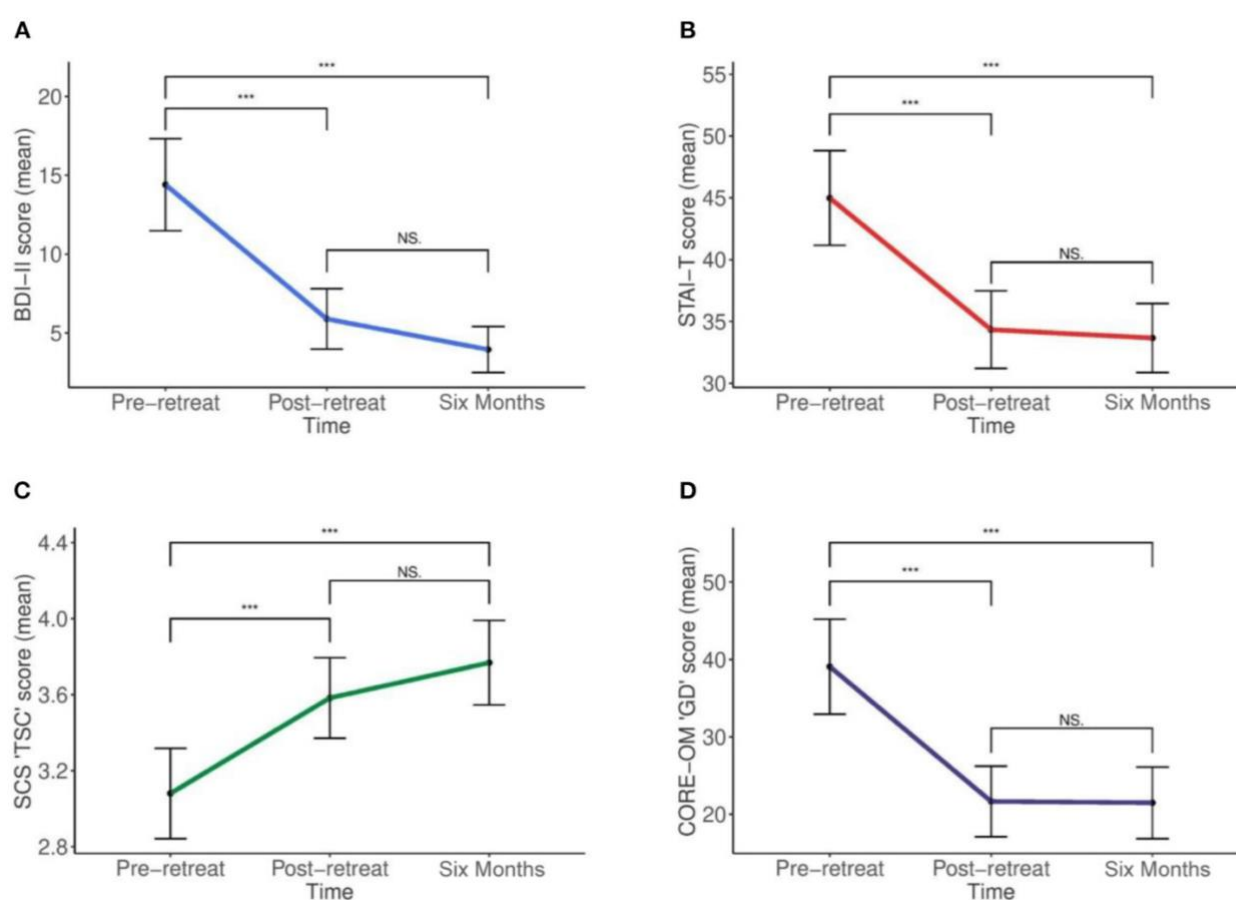 A
BDI-II score (mean)
20
15
10
5
***
***
NS.
Pre-retreat Post-retreat Six Months
Time
B
STAI-T score (mean)
55
50
45
40
35
30
***
***
NS.
Pre-retreat Post-retreat Six Months
Time
C
SCS 'TSC' score (mean)
4.4
4.0
3.6
3.2
2.8
***
NS.
***
Pre-retreat Post-retreat Six Months
Time
D
CORE-OM 'GD' score (mean)
50
40
30
20
***
***
NS.
Pre-retreat Post-retreat Six Months
Time